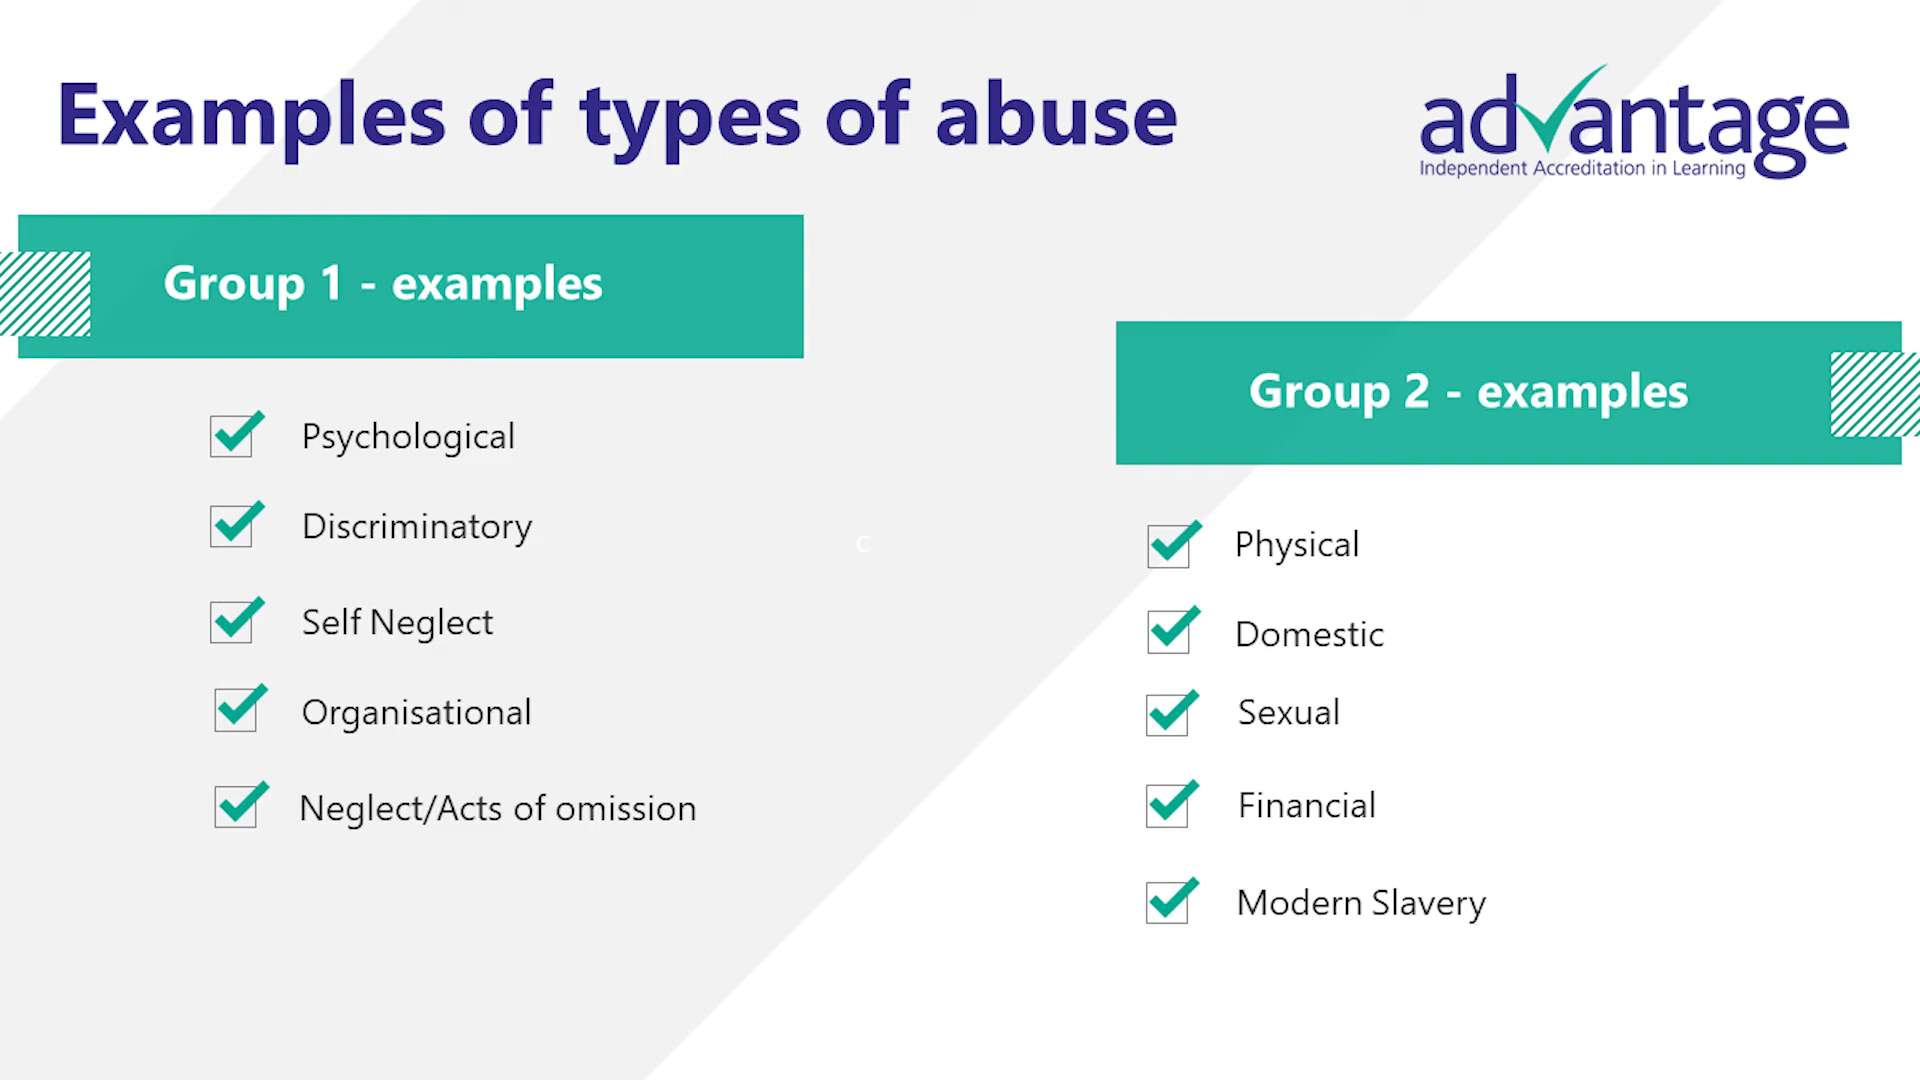 Examples of types of abuse
advantage
Independent Accreditation in Learning
Group 1 - examples
Psychological
Discriminatory
Self Neglect
Organisational
Neglect/Acts of omission
c
Group 2 - examples
Physical
Domestic
Sexual
Financial
Modern Slavery